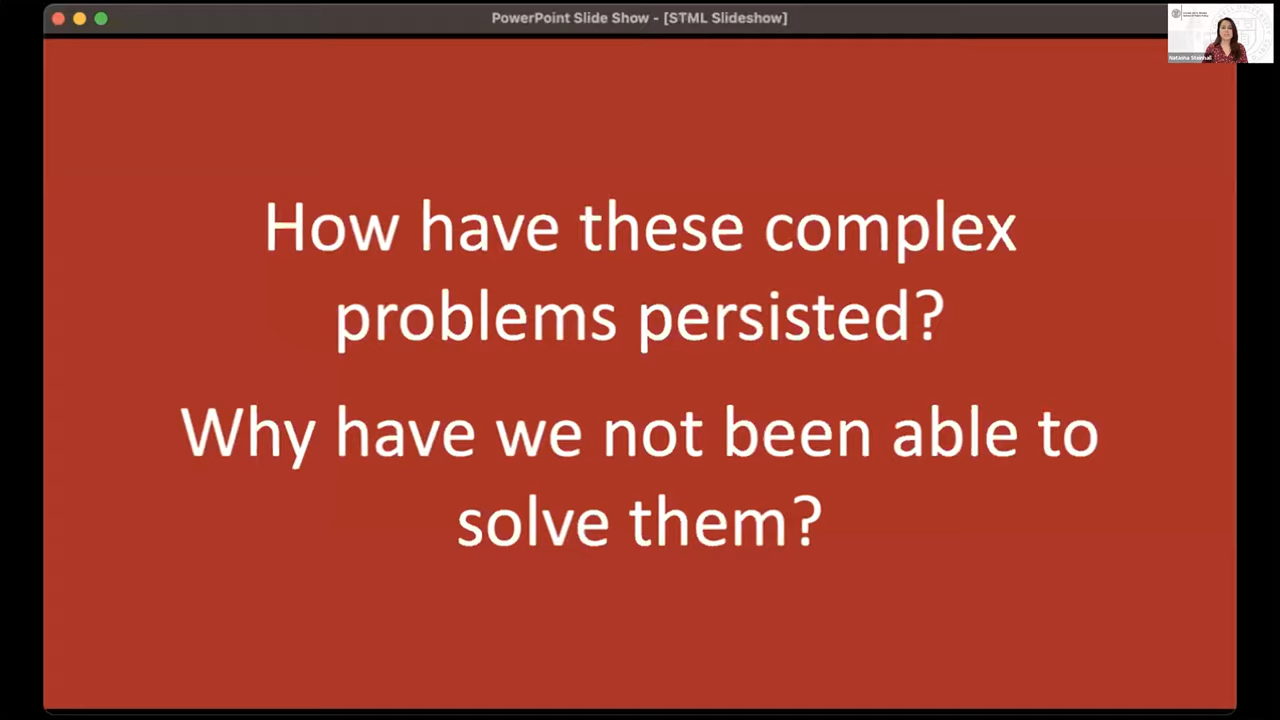 PowerPoint Slide Show - [STML Slideshow]
How have these complex
problems persisted?
Why have we not been able to
solve them?